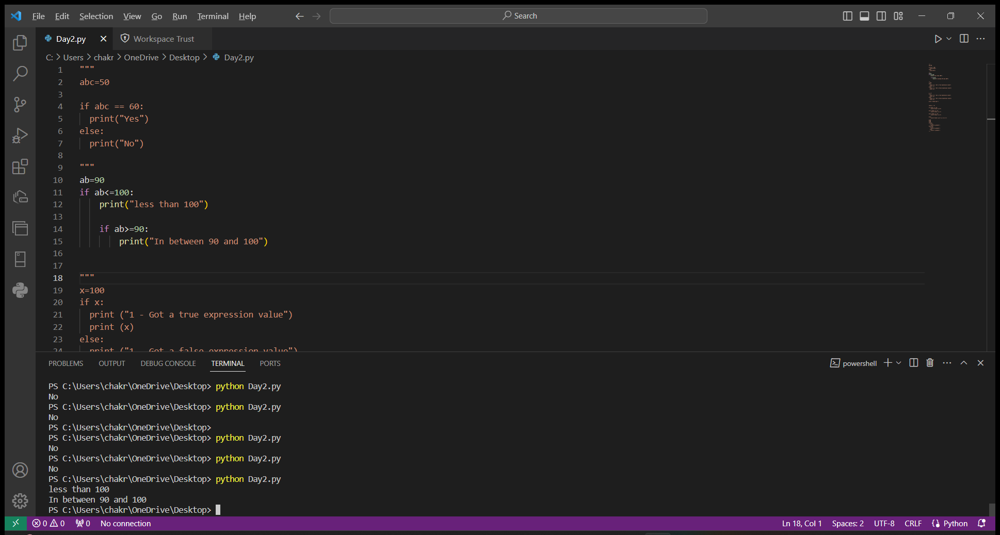 File Edit Selection View Go Run Terminal Help
Search
Day2.py
Workspace Trust
C: > Users > chakr > OneDrive > Desktop > Day2.py
1 """
2 abc=50
3
4 if abc == 60:
5 print("Yes")
6 else:
7 print("No")
8
9 """
10 ab=90
11 if ab<=100:
12 print("less than 100")
13
14 if ab>=90:
15 print("In between 90 and 100")
16
17
18 """
19 x=100
20 if x:
21 print ("1 - Got a true expression value")
22 print (x)
23 else:
24 print ("1 - Got a false expression value")
PROBLEMS OUTPUT DEBUG CONSOLE TERMINAL PORTS
powershell
PS C:\Users\chakr\OneDrive\Desktop> python Day2.py
No
PS C:\Users\chakr\OneDrive\Desktop> python Day2.py
No
PS C:\Users\chakr\OneDrive\Desktop>
PS C:\Users\chakr\OneDrive\Desktop> python Day2.py
No
PS C:\Users\chakr\OneDrive\Desktop> python Day2.py
No
PS C:\Users\chakr\OneDrive\Desktop> python Day2.py
less than 100
In between 90 and 100
PS C:\Users\chakr\OneDrive\Desktop>
0 0 0 No connection
Ln 18, Col 1 Spaces: 2 UTF-8 CRLF Python